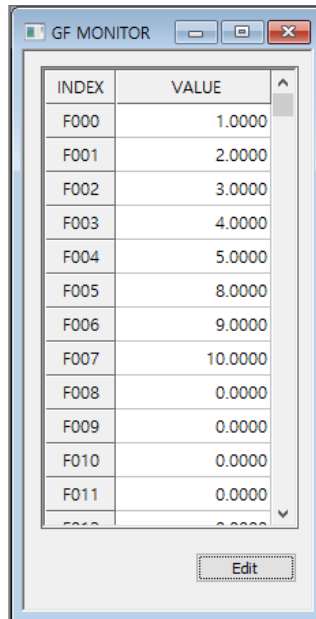 GF MONITOR
INDEX VALUE
F000 1.0000
F001 2.0000
F002 3.0000
F003 4.0000
F004 5.0000
F005 8.0000
F006 9.0000
F007 10.0000
F008 0.0000
F009 0.0000
F010 0.0000
F011 0.0000
Edit